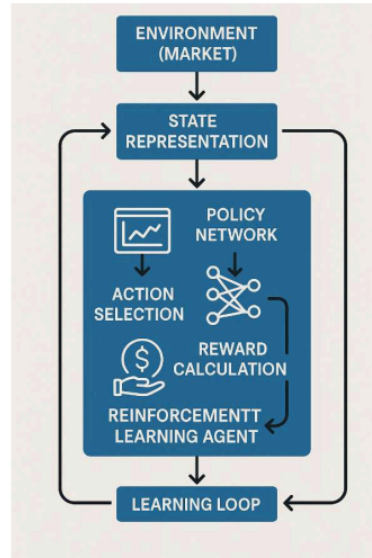 ENVIRONMENT
(MARKET)
STATE
REPRESENTATION
POLICY
NETWORK
ACTION
SELECTION
$
REWARD
CALCULATION
REINFORCEMENTT
LEARNING AGENT
LEARNING LOOP